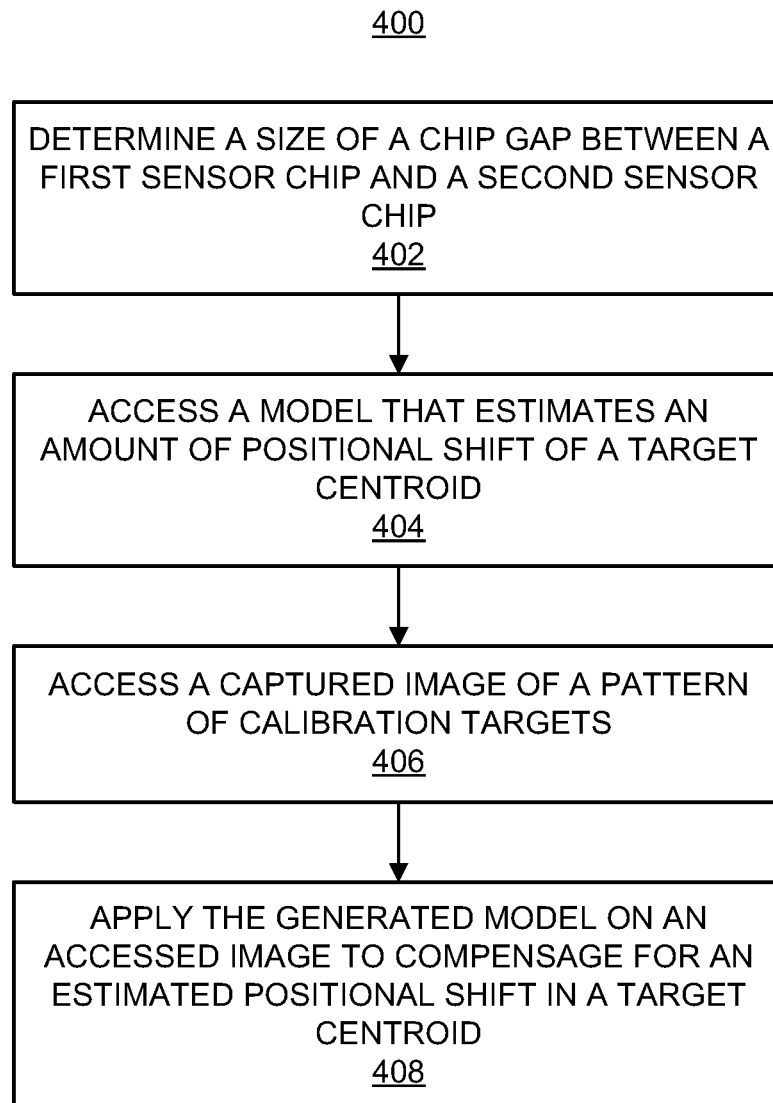 400
DETERMINE A SIZE OF A CHIP GAP BETWEEN A
FIRST SENSOR CHIP AND A SECOND SENSOR
CHIP
402
ACCESS A MODEL THAT ESTIMATES AN
AMOUNT OF POSITIONAL SHIFT OF A TARGET
CENTROID
404
ACCESS A CAPTURED IMAGE OF A PATTERN
OF CALIBRATION TARGETS
406
APPLY THE GENERATED MODEL ON AN
ACCESSED IMAGE TO COMPENSAGE FOR AN
ESTIMATED POSITIONAL SHIFT IN A TARGET
CENTROID
408